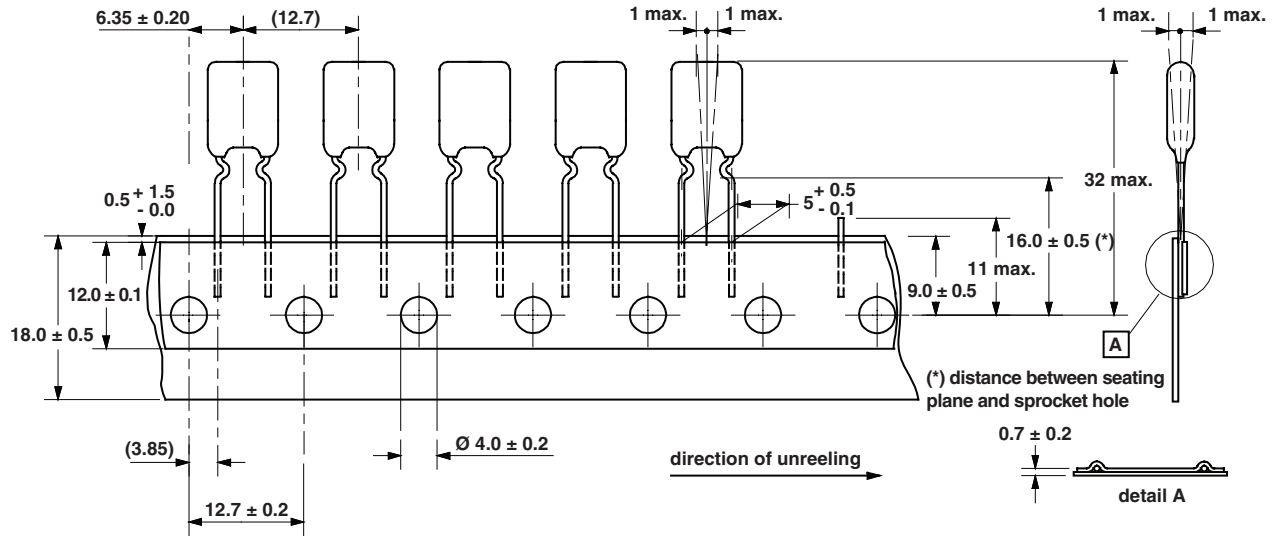 6.35 ± 0.20
(12.7)
1 max.
1 max.
1 max.
1 max.
0.5 + 1.5
- 0.0
32 max.
5 + 0.5
- 0.1
16.0 ± 0.5 (*)
11 max.
9.0 ± 0.5
12.0 ± 0.1
18.0 ± 0.5
A
(*) distance between seating
plane and sprocket hole
(3.85)
Ø 4.0 ± 0.2
direction of unreeling
0.7 ± 0.2
detail A
12.7 ± 0.2